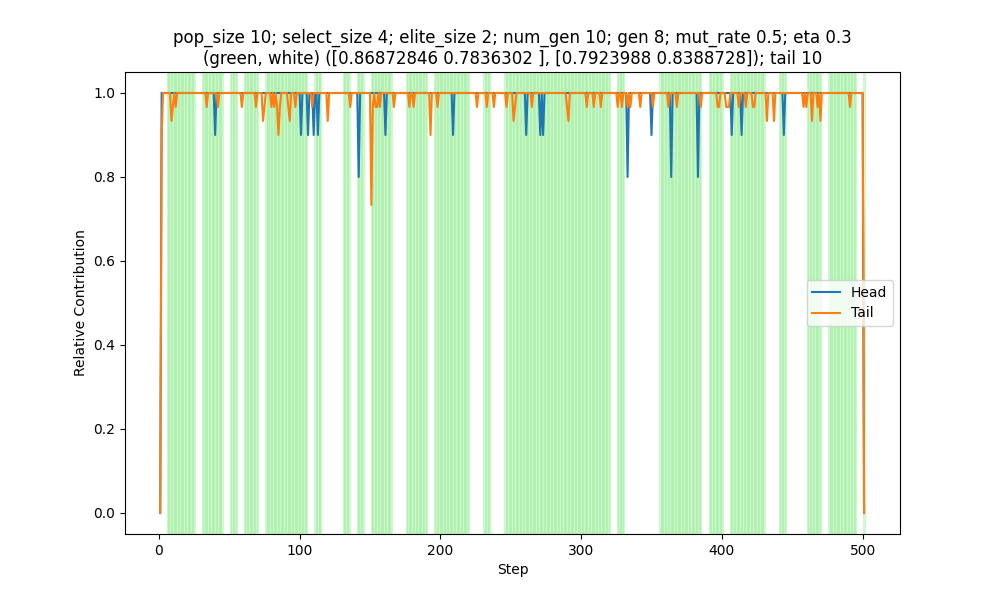 pop_size 10; select_size 4; elite_size 2; num_gen 10; gen 8; mut_rate 0.5; eta 0.3
(green, white) ([0.86872846 0.7836302 ], [0.7923988 0.8388728]); tail 10
1.0
0.8
0.6
0.4
0.2
0.0
Relative Contribution
Head
Tail
0
100
200
300
400
500
Step